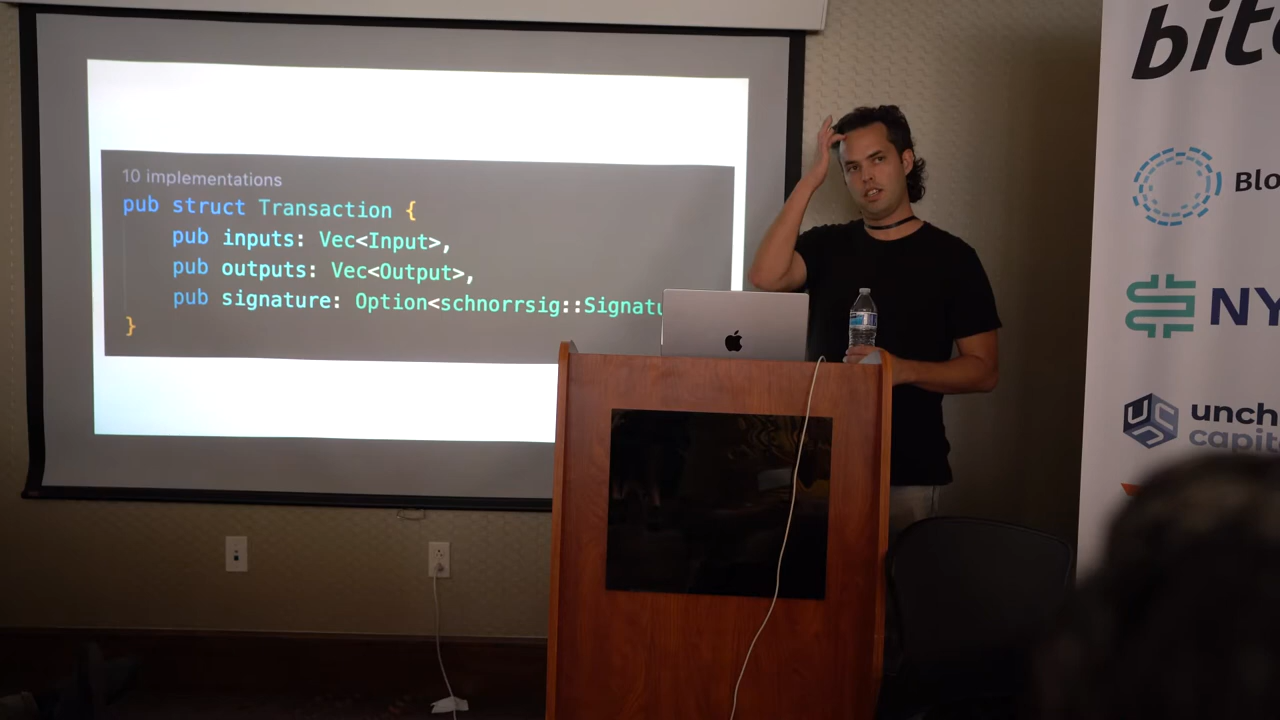 10 implementations
pub struct Transaction {
pub inputs: Vec<Input>,
pub outputs: Vec<Output>,
pub signature: Option<schnorrsig::Signatu
}
bit
Blo
NY
unch
capit